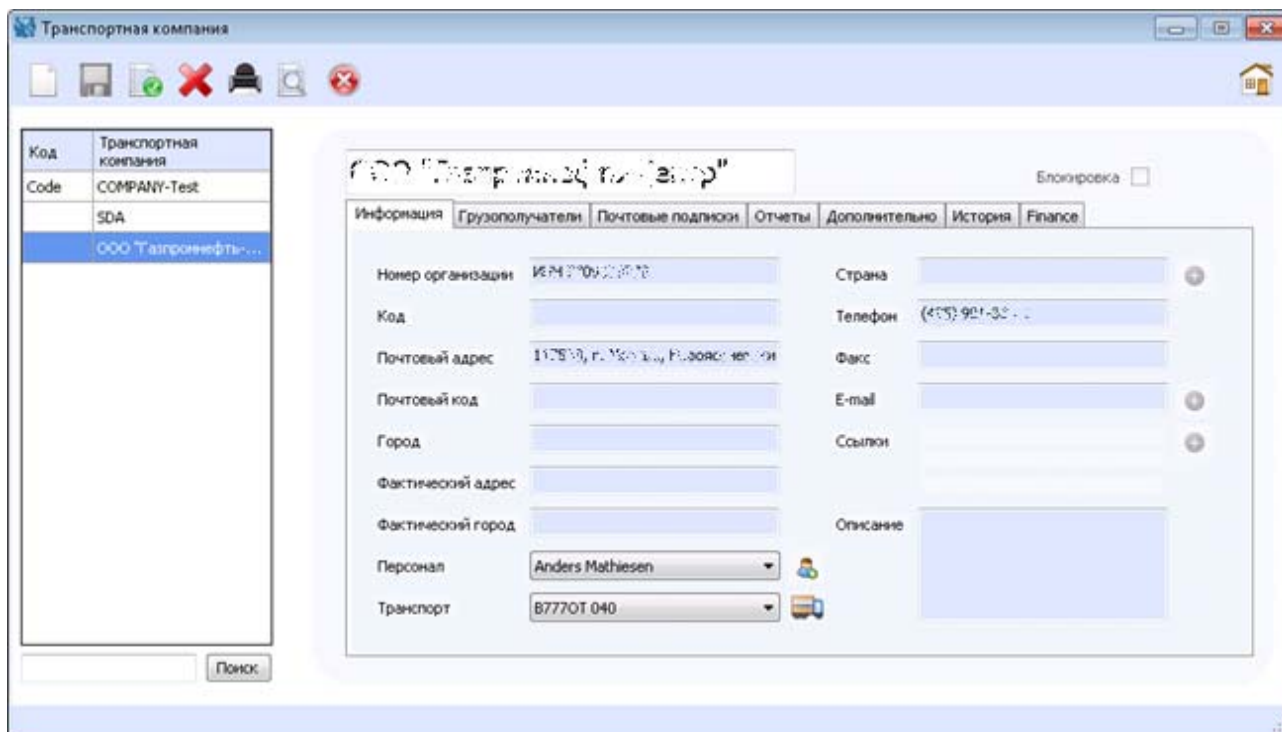 Транспортная компания
Код Транспортная компания
Code COMPANY-Test
SDA
ООО "Газпромнефть-...
Поиск
ООО
Блокировка
Информация Грузополучатели Почтовые подписки Отчеты Дополнительно История Finance
Номер организации
Страна
Код
Телефон
Почтовый адрес
Факс
Почтовый код
E-mail
Город
Ссылки
Фактический адрес
Фактический город
Описание
Персонал Anders Mathiesen
Транспорт B777OT 040